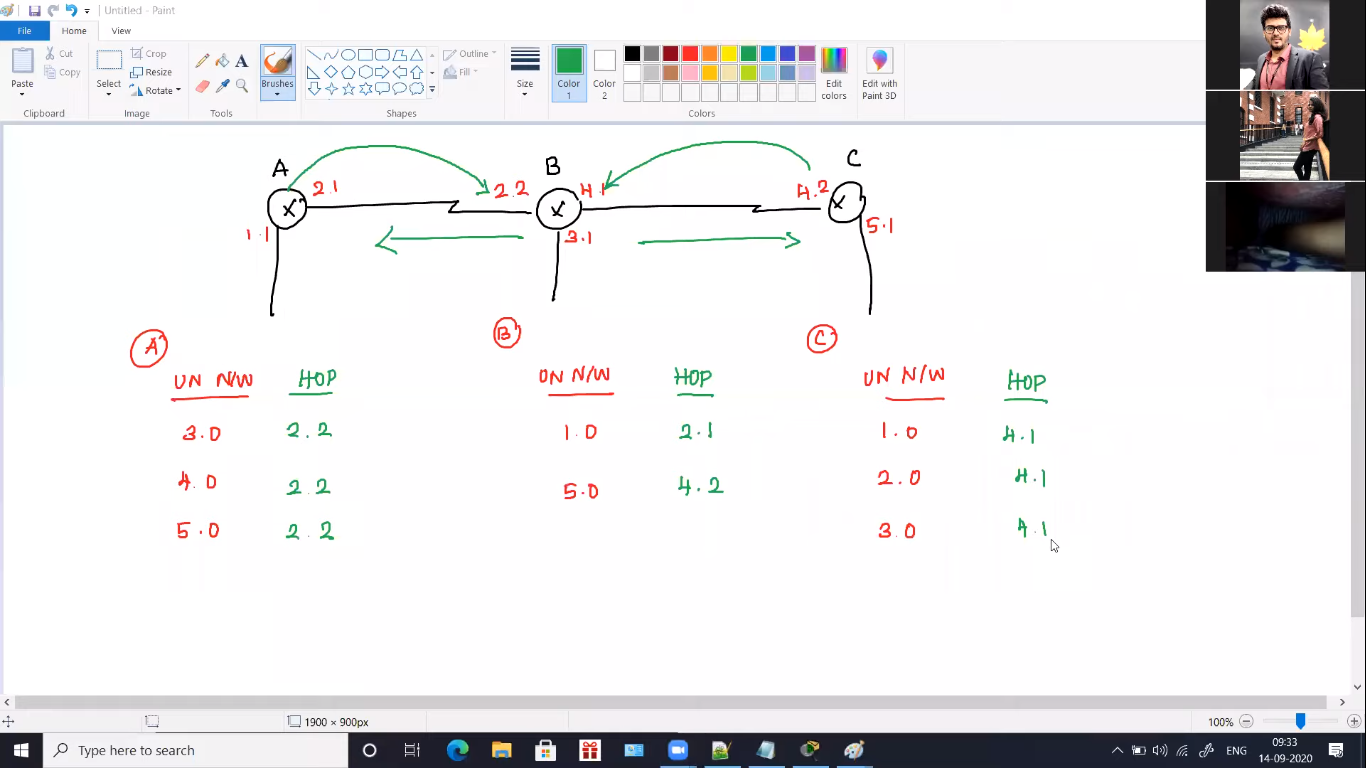 Untitled - Paint
File Home View
Paste
Cut
Copy
Clipboard
Select
Crop
Resize
Rotate
Image
Tools
Brushes
Shapes
Outline
Fill
Size
Color 1
Color 2
Edit colors
Edit with Paint 3D
Colors
A B C
2.1 2.2 4.1 4.2
X X X
1.1 3.1 5.1
A B C
UN N/W HOP UN N/W HOP UN N/W HOP
3.0 2.2 1.0 2.1 1.0 4.1
4.0 2.2 5.0 4.2 2.0 4.1
5.0 2.2 3.0 4.1
1900 × 900px 100%
Type here to search
ENG
09:33
14-09-2020